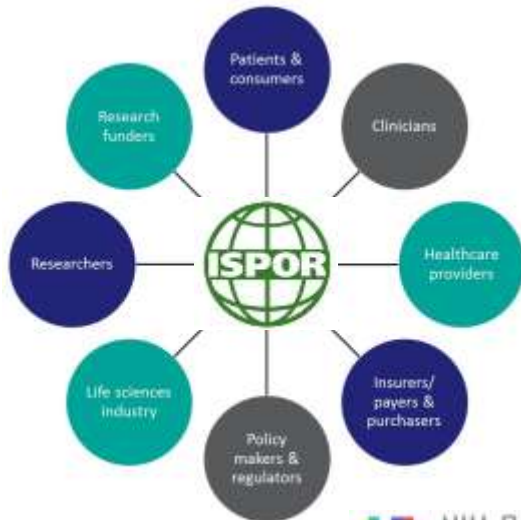 Patients &
consumers
Clinicians
Healthcare
providers
Insurers/
payers &
purchasers
Policy
makers &
regulators
Life sciences
industry
Researchers
Research
funders
ISPOR